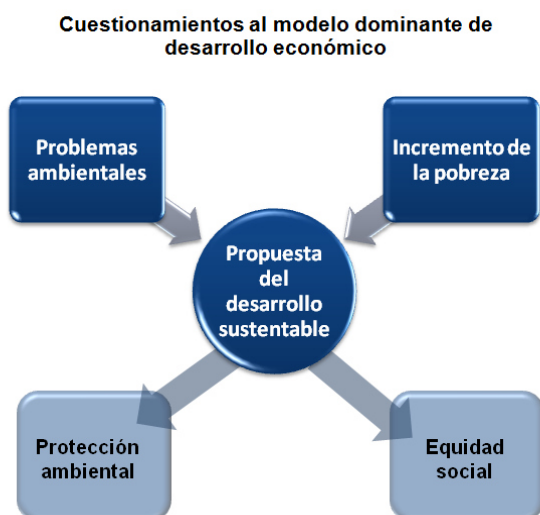 Cuestionamientos al modelo dominante de
desarrollo económico
Problemas
ambientales
Incremento de
la pobreza
Propuesta
del
desarrollo
sustentable
Protección
ambiental
Equidad
social